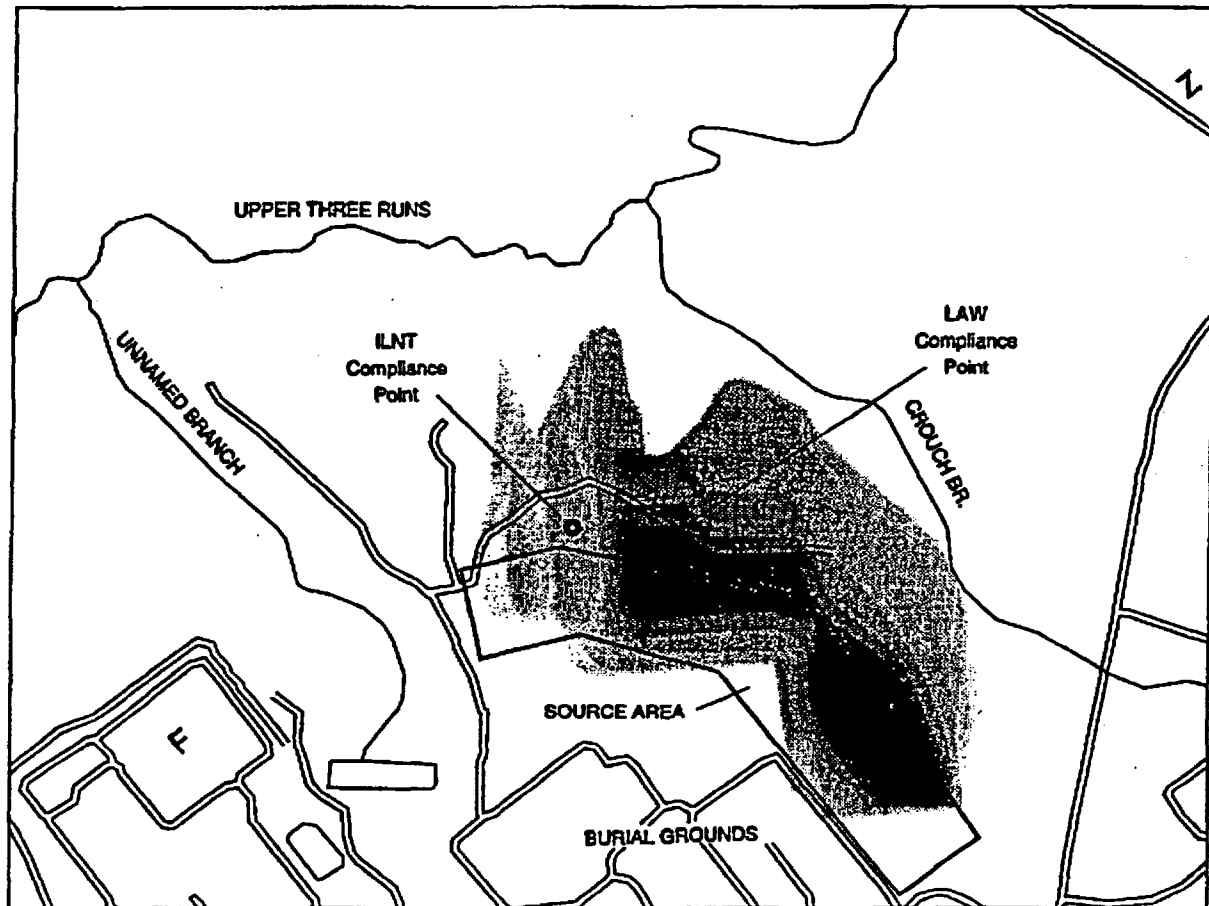 Z
UPPER THREE RUNS
ILNT
Compliance
Point
LAW
Compliance
Point
UNNAMED BRANCH
CROUCH BR.
SOURCE AREA
F
BURIAL GROUNDS